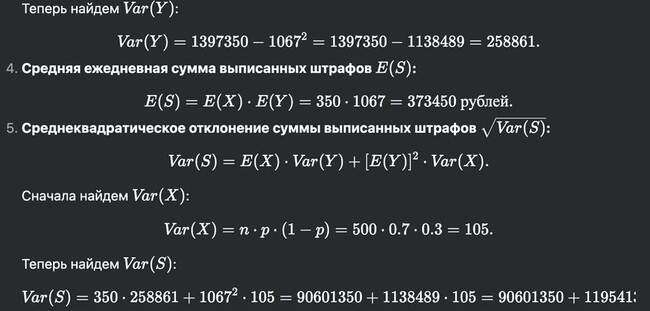 Теперь найдем Var(Y):
Var(Y) = 1397350 − 1067² = 1397350 − 1138489 = 258861.
4. Средняя ежедневная сумма выписанных штрафов E(S):
E(S) = E(X) · E(Y) = 350 · 1067 = 373450 рублей.
5. Среднеквадратическое отклонение суммы выписанных штрафов √Var(S):
Var(S) = E(X) · Var(Y) + [E(Y)]² · Var(X).
Сначала найдем Var(X):
Var(X) = n · p · (1 − p) = 500 · 0.7 · 0.3 = 105.
Теперь найдем Var(S):
Var(S) = 350 · 258861 + 1067² · 105 = 90601350 + 1138489 · 105 = 90601350 + 119541